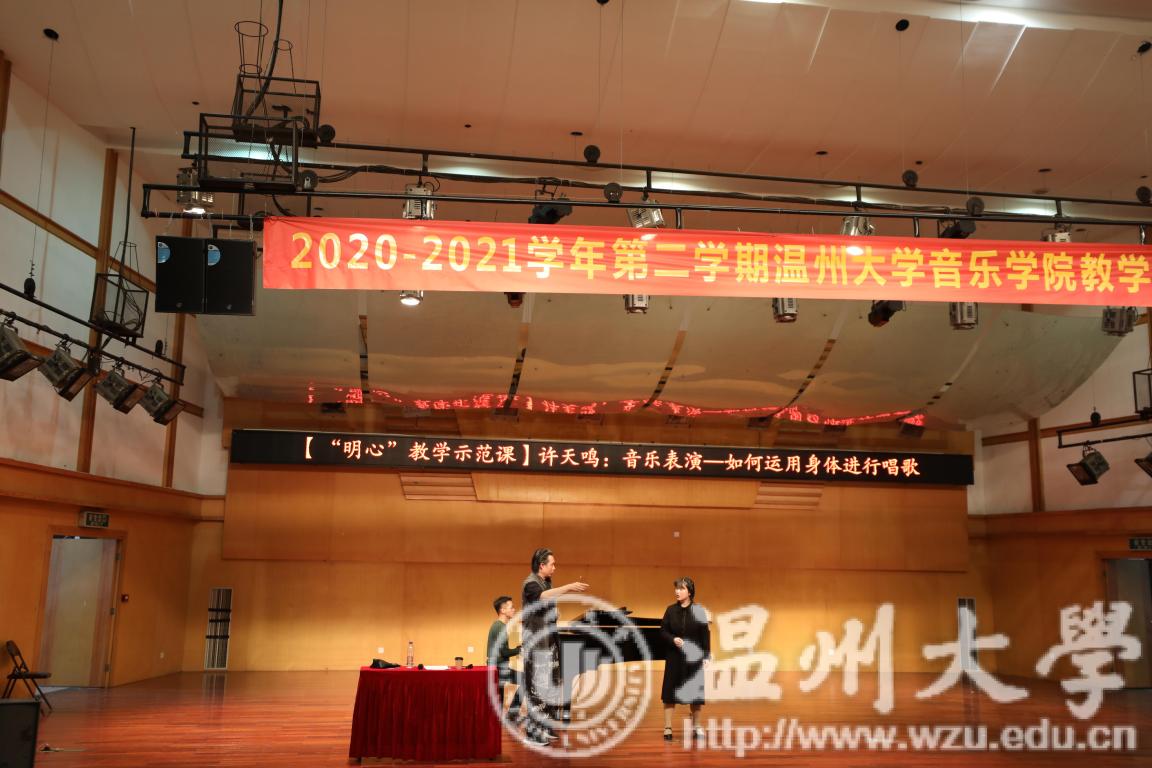 2020-2021学年第二学期温州大学音乐学院教学
【“明心”教学示范课】许天鸣：音乐表演—如何运用身体进行唱歌
温州大學
http://www.wzu.edu.cn